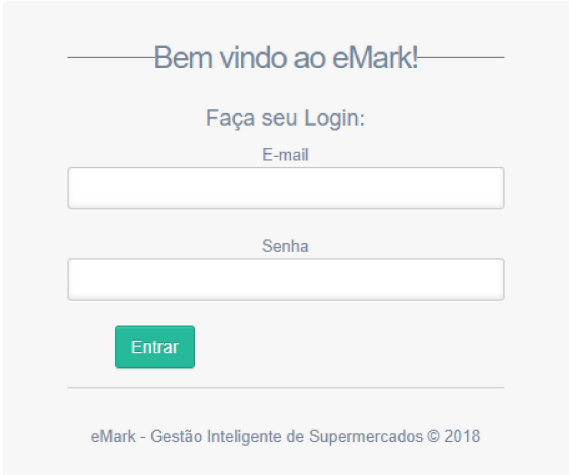 Bem vindo ao eMark!
Faça seu Login:
E-mail
Senha
Entrar
eMark - Gestão Inteligente de Supermercados © 2018